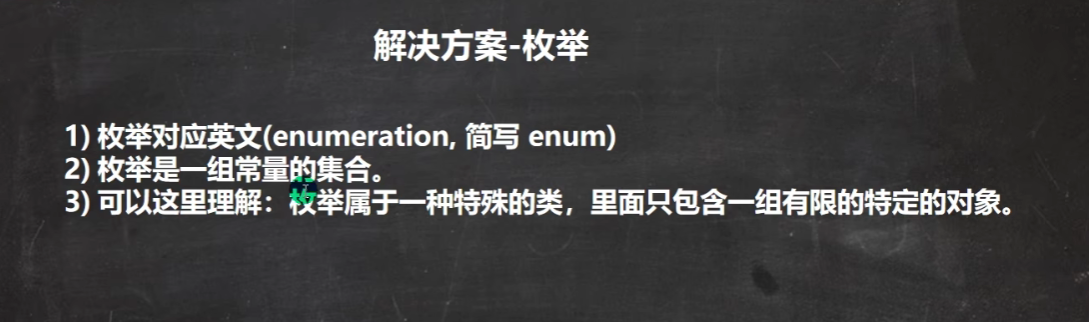 解决方案-枚举
1) 枚举对应英文(enumeration, 简写 enum)
2) 枚举是一组常量的集合。
3) 可以这里理解：枚举属于一种特殊的类，里面只包含一组有限的特定的对象。